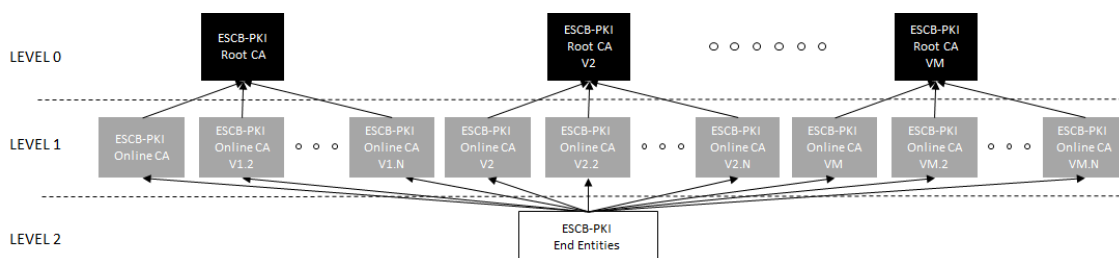 LEVEL 0
ESCB-PKI
Root CA
ESCB-PKI
Root CA
V2
ESCB-PKI
Root CA
VM
LEVEL 1
ESCB-PKI
Online CA
ESCB-PKI
Online CA
V1.2
ESCB-PKI
Online CA
V1.N
ESCB-PKI
Online CA
V2
ESCB-PKI
Online CA
V2.2
ESCB-PKI
Online CA
V2.N
ESCB-PKI
Online CA
VM
ESCB-PKI
Online CA
VM.2
ESCB-PKI
Online CA
VM.N
LEVEL 2
ESCB-PKI
End Entities